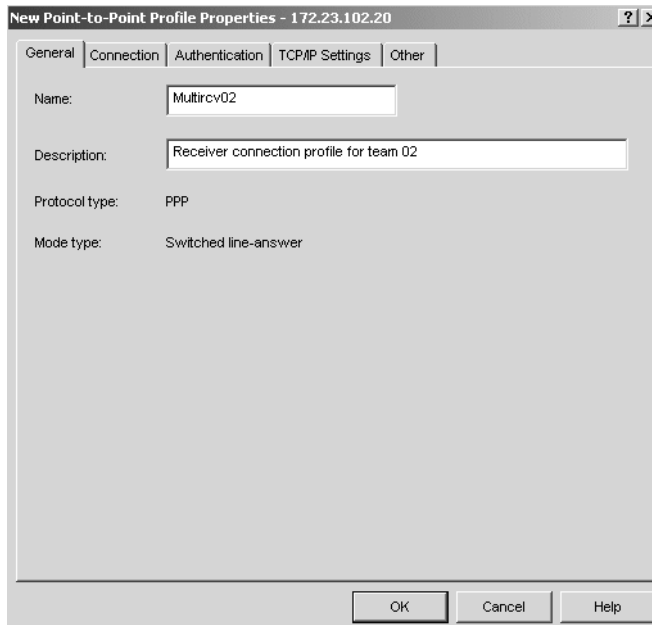 New Point-to-Point Profile Properties - 172.23.102.20 ? X
General Connection Authentication TCP/IP Settings Other
Name: Multircv02
Description: Receiver connection profile for team 02
Protocol type: PPP
Mode type: Switched line-answer
OK Cancel Help